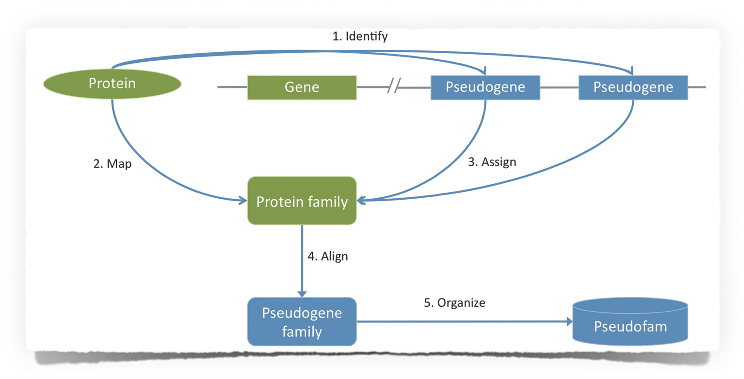 1. Identify
Protein
Gene
Pseudogene
Pseudogene
2. Map
3. Assign
Protein family
4. Align
Pseudogene
family
5. Organize
Pseudofam